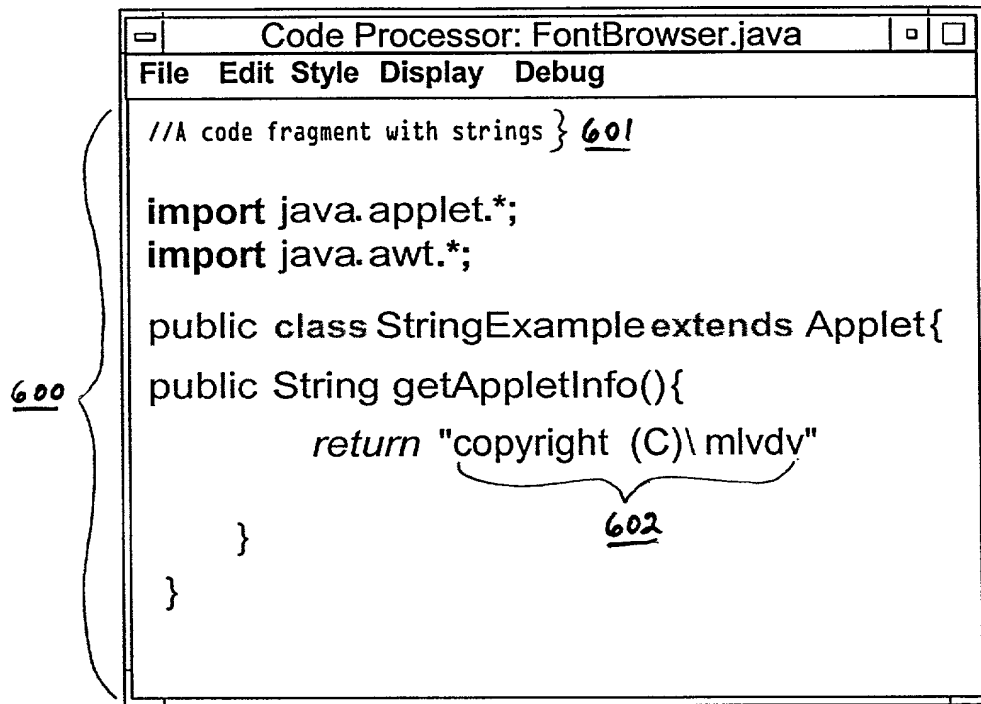 Code Processor: FontBrowser.java
File Edit Style Display Debug
//A code fragment with strings } 601
import java.applet.*;
import java.awt.*;
public class StringExample extends Applet{
600
public String getAppletInfo(){
return "copyright (C)\ mlvdv"
602
}
}